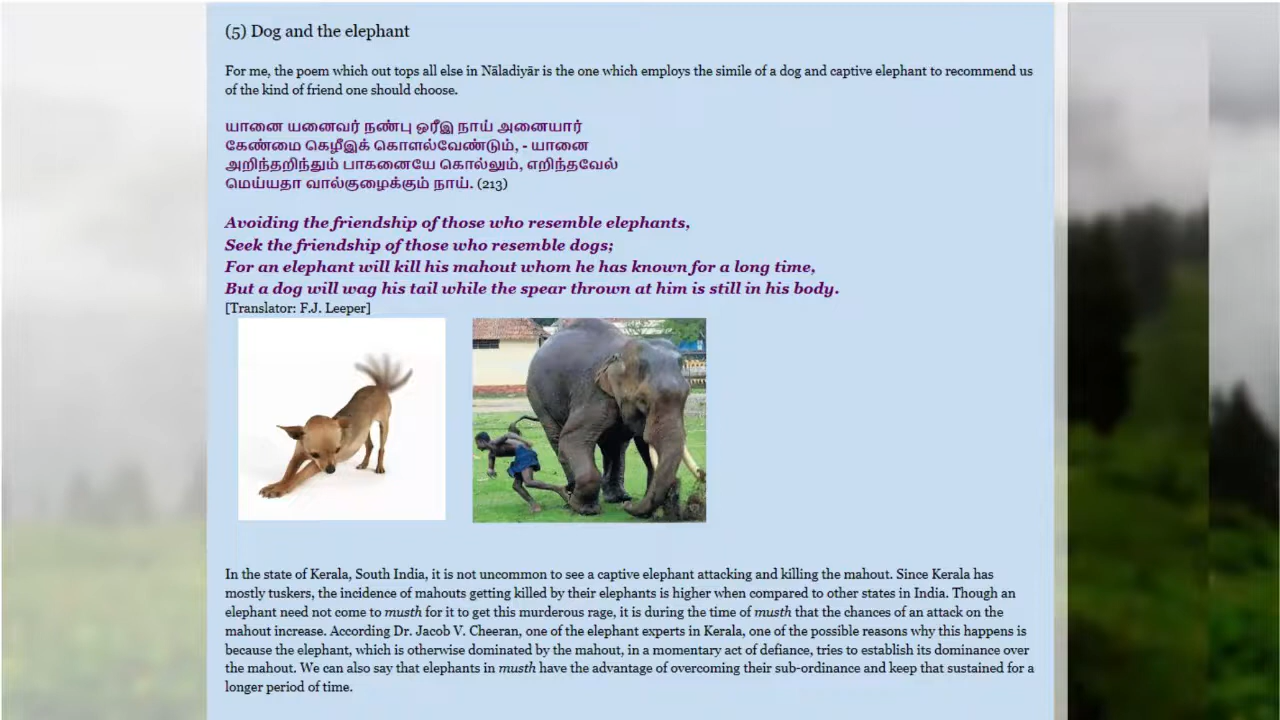 (5) Dog and the elephant
For me, the poem which out tops all else in Nāladiyār is the one which employs the simile of a dog and captive elephant to recommend us
of the kind of friend one should choose.
யானை யனைவர் நண்பு ஒரீஇ நாய் அனையார்
கேண்மை கெழீஇக் கொளல்வேண்டும், - யானை
அறிந்தறிந்தும் பாகனையே கொல்லும், எறிந்தவேல்
மெய்யதா வால்குழைக்கும் நாய். (213)
Avoiding the friendship of those who resemble elephants,
Seek the friendship of those who resemble dogs;
For an elephant will kill his mahout whom he has known for a long time,
But a dog will wag his tail while the spear thrown at him is still in his body.
[Translator: F.J. Leeper]
In the state of Kerala, South India, it is not uncommon to see a captive elephant attacking and killing the mahout. Since Kerala has
mostly tuskers, the incidence of mahouts getting killed by their elephants is higher when compared to other states in India. Though an
elephant need not come to musth for it to get this murderous rage, it is during the time of musth that the chances of an attack on the
mahout increase. According Dr. Jacob V. Cheeran, one of the elephant experts in Kerala, one of the possible reasons why this happens is
because the elephant, which is otherwise dominated by the mahout, in a momentary act of defiance, tries to establish its dominance over
the mahout. We can also say that elephants in musth have the advantage of overcoming their sub-ordinance and keep that sustained for a
longer period of time.